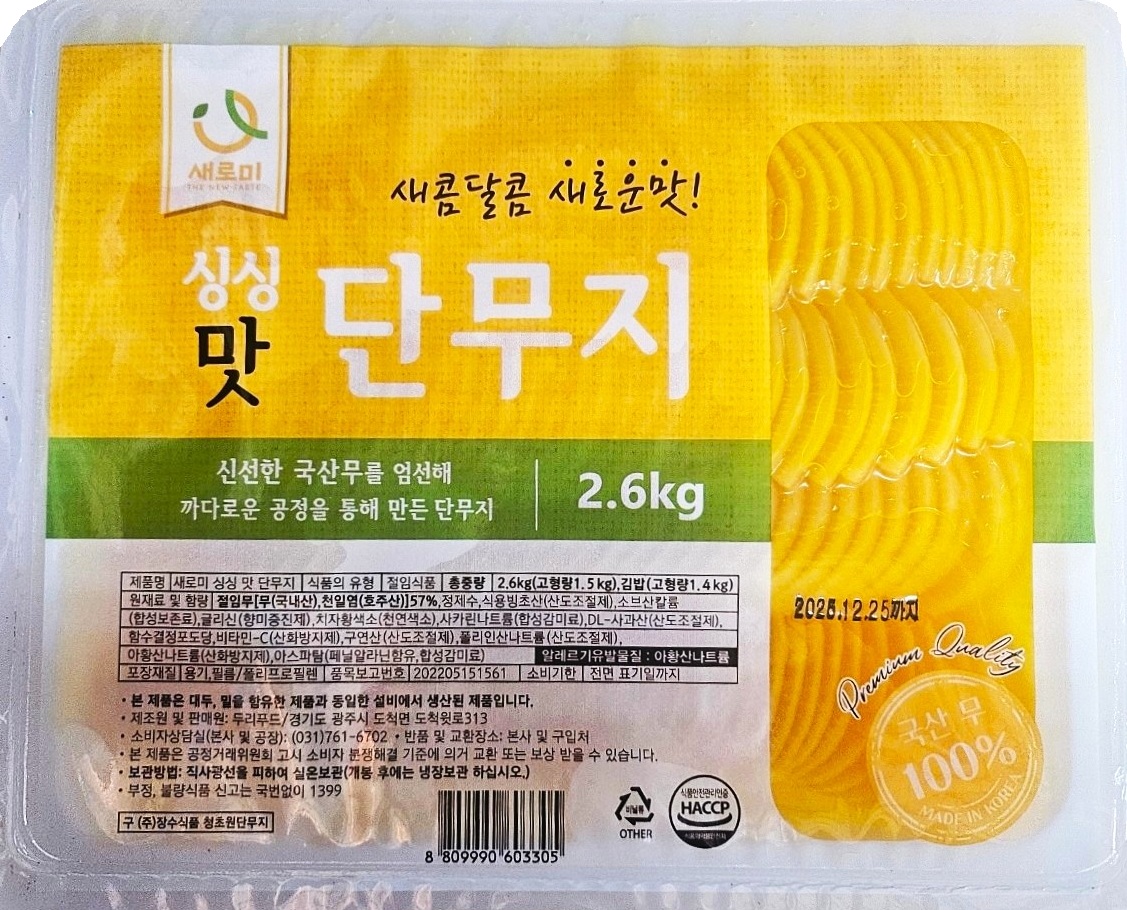 새로미
THE NEW TASTE
새콤달콤 새로운맛!
싱싱
맛
단무지
신선한 국산무를 엄선해
까다로운 공정을 통해 만든 단무지
2.6kg
제품명 새로미 싱싱 맛 단무지 식품의 유형 절임식품 총중량 2.6kg(고형량1.5kg),김밥(고형량1.4kg)
원재료 및 함량 절임무[무(국내산),천일염(호주산)]57%,정제수,식용빙초산(산도조절제),소브산칼륨
(합성보존료),글리신(향미증진제),치자황색소(천연색소),사카린나트륨(합성감미료),DL-사과산(산도조절제),
함수결정포도당,비타민-C(산화방지제),구연산(산도조절제),폴리인산나트륨(산도조절제),
아황산나트륨(산화방지제),아스파탐(페닐알라닌함유,합성감미료) 알레르기유발물질 : 아황산나트륨
포장재질 용기,필름/폴리프로필렌 품목보고번호 202205151561 소비기한 전면 표기일까지
• 본 제품은 대두, 밀을 함유한 제품과 동일한 설비에서 생산된 제품입니다.
• 제조원 및 판매원: 두리푸드/경기도 광주시 도척면 도척윗로313
• 소비자상담실(본사 및 공장): (031)761-6702 • 반품 및 교환장소: 본사 및 구입처
• 본 제품은 공정거래위원회 고시 소비자 분쟁해결 기준에 의거 교환 또는 보상 받을 수 있습니다.
• 보관방법: 직사광선을 피하여 실온보관(개봉 후에는 냉장보관 하십시오.)
• 부정, 불량식품 신고는 국번없이 1399
구 (주)장수식품 청초원단무지
8 809990 603305
비닐류
OTHER
식품안전관리인증
HACCP
식품의약품안전처
2025.12.25까지
Premium Quality
국산 무
100%
MADE IN KOREA